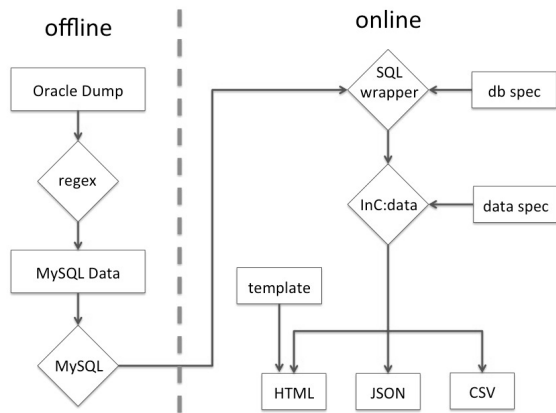 offline
online
Oracle Dump
regex
MySQL Data
MySQL
SQL
wrapper
db spec
InC:data
data spec
template
HTML
JSON
CSV